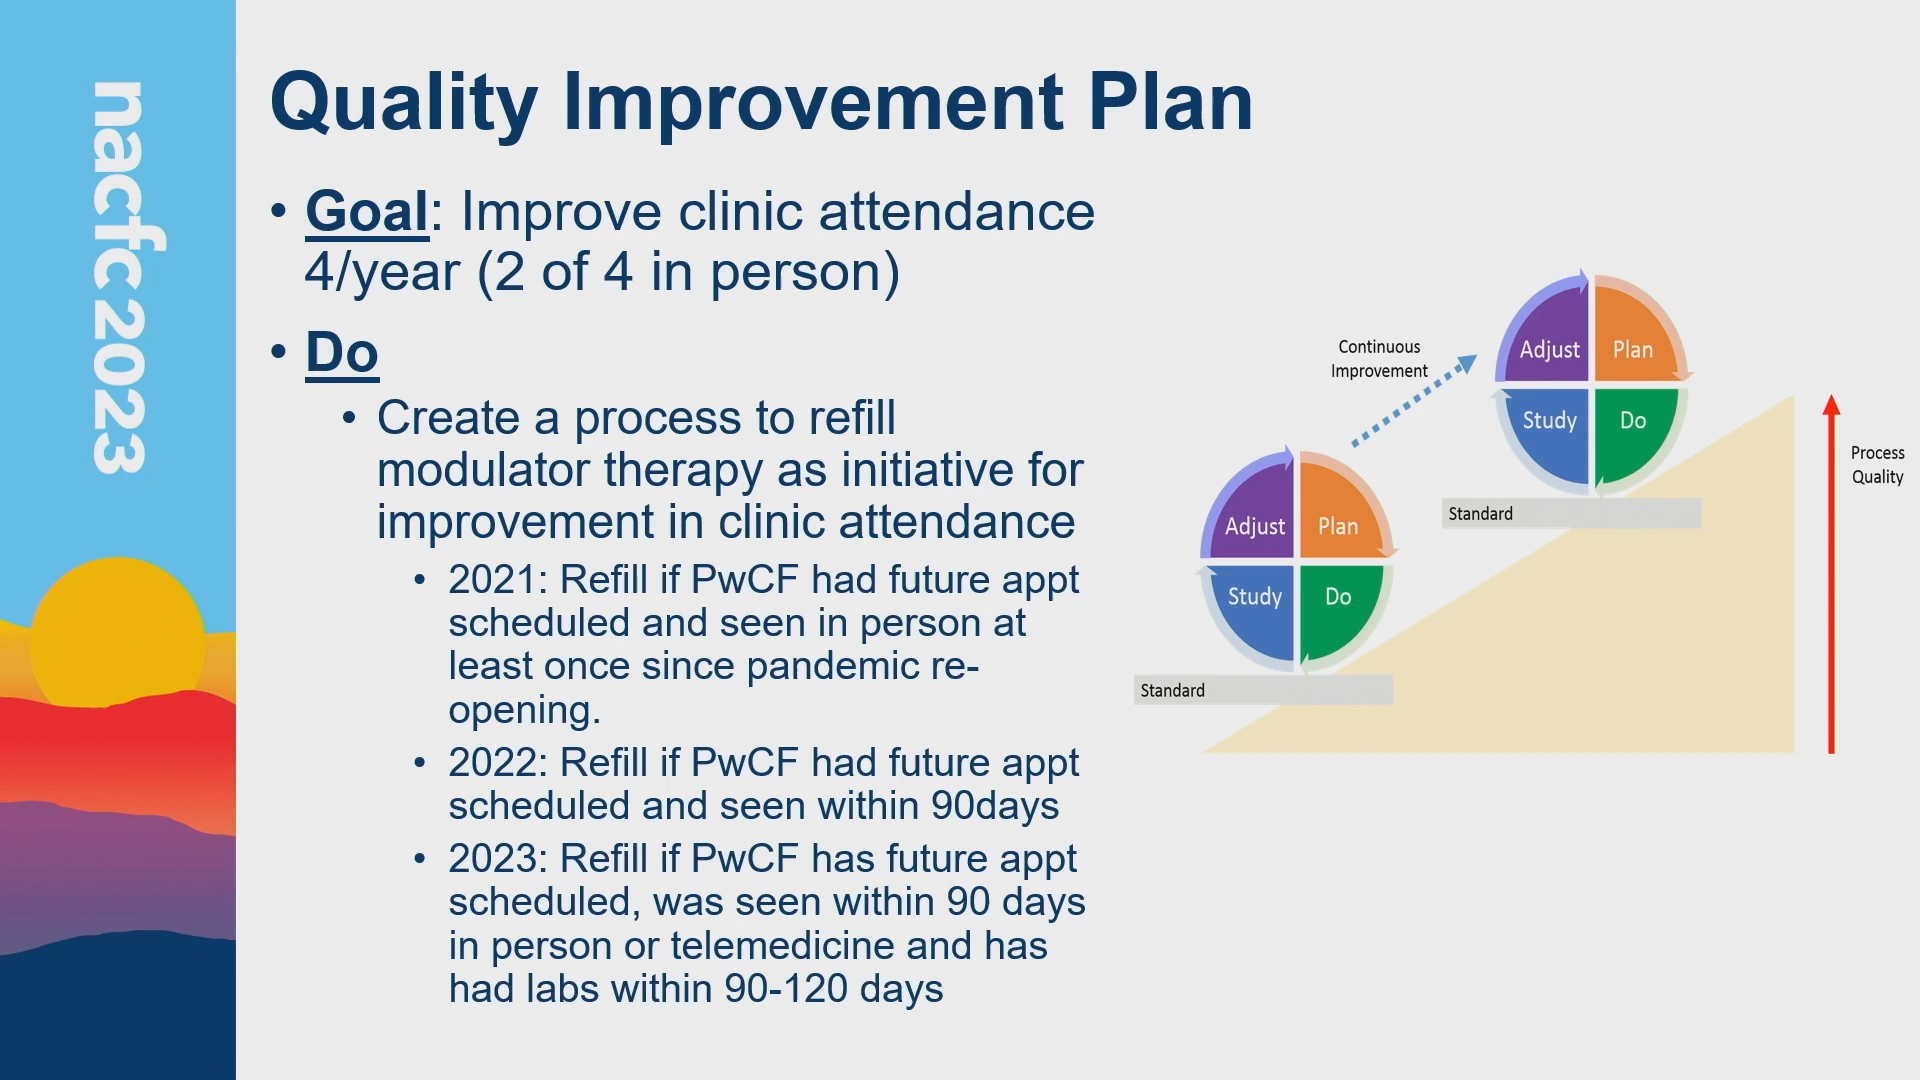 nacfc 2023
Quality Improvement Plan
• Goal: Improve clinic attendance
4/year (2 of 4 in person)
• Do
• Create a process to refill
modulator therapy as initiative for
improvement in clinic attendance
• 2021: Refill if PwCF had future appt
scheduled and seen in person at
least once since pandemic re-
opening.
• 2022: Refill if PwCF had future appt
scheduled and seen within 90days
• 2023: Refill if PwCF has future appt
scheduled, was seen within 90 days
in person or telemedicine and has
had labs within 90-120 days
Continuous
Improvement
Adjust
Plan
Study
Do
Standard
Adjust
Plan
Study
Do
Standard
Process
Quality